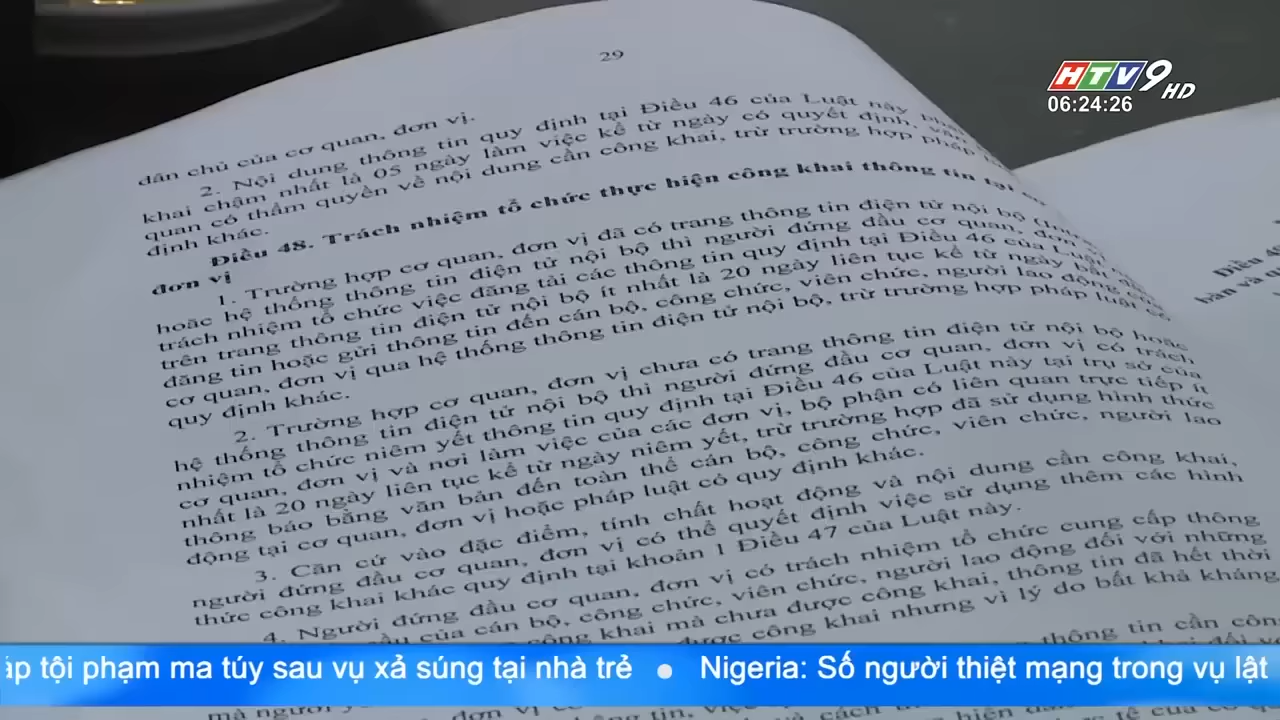 HTV9 HD
06:24:26
29
dân chủ của cơ quan, đơn vị.
2. Nội dung thông tin quy định tại Điều 46 của Luật này phải
khai chậm nhất là 05 ngày làm việc kể từ ngày có quyết định, văn
quan có thẩm quyền về nội dung cần công khai, trừ trường hợp pháp
định khác.
Điều 48. Trách nhiệm tổ chức thực hiện công khai thông tin tại
đơn vị
1. Trường hợp cơ quan, đơn vị đã có trang thông tin điện tử nội bộ
hoặc hệ thống thông tin điện tử nội bộ thì người đứng đầu cơ quan, đơn
trách nhiệm tổ chức việc đăng tải các thông tin quy định tại Điều 46 của Luật
trên trang thông tin điện tử nội bộ ít nhất là 20 ngày liên tục kể từ ngày bắt đầu
đăng tin hoặc gửi thông tin đến cán bộ, công chức, viên chức, người lao động
cơ quan, đơn vị qua hệ thống thông tin điện tử nội bộ, trừ trường hợp pháp luật có
quy định khác.
2. Trường hợp cơ quan, đơn vị chưa có trang thông tin điện tử nội bộ hoặc
hệ thống thông tin điện tử nội bộ thì người đứng đầu cơ quan, đơn vị có trách
nhiệm tổ chức niêm yết thông tin quy định tại Điều 46 của Luật này tại trụ sở của
cơ quan, đơn vị và nơi làm việc của các đơn vị, bộ phận có liên quan trực tiếp ít
nhất là 20 ngày liên tục kể từ ngày niêm yết, trừ trường hợp đã sử dụng hình thức
thông báo bằng văn bản đến toàn thể cán bộ, công chức, viên chức, người lao
động tại cơ quan, đơn vị hoặc pháp luật có quy định khác.
3. Căn cứ vào đặc điểm, tính chất hoạt động và nội dung cần công khai,
người đứng đầu cơ quan, đơn vị có thể quyết định việc sử dụng thêm các hình
thức công khai khác quy định tại khoản 1 Điều 47 của Luật này.
4. Người đứng đầu cơ quan, đơn vị có trách nhiệm tổ chức cung cấp thông
cầu của cán bộ, công chức, viên chức, người lao động đối với những
công khai mà chưa được công khai, thông tin đã hết thời
được công khai nhưng vì lý do bất khả kháng
thông tin cần công
Điều 4
bàn và q
áp tội phạm ma túy sau vụ xả súng tại nhà trẻ • Nigeria: Số người thiệt mạng trong vụ lật